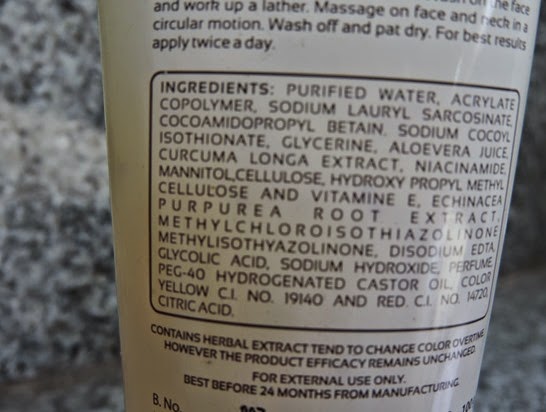 on the face
and work up a lather. Massage on face and neck in a
circular motion. Wash off and pat dry. For best results
apply twice a day.
INGREDIENTS: PURIFIED WATER, ACRYLATE
COPOLYMER, SODIUM LAURYL SARCOSINATE,
COCOAMIDOPROPYL BETAIN. SODIUM COCOYL
ISOTHIONATE, GLYCERINE, ALOEVERA JUICE,
CURCUMA LONGA EXTRACT, NIACINAMIDE,
MANNITOL,CELLULOSE, HYDROXY PROPYL METHYL
CELLULOSE AND VITAMINE E, ECHINACEA
PURPUREA ROOT EXTRACT,
METHYLCHLOROISOTHIAZOLINONE
METHYLISOTHYAZOLINONE, DISODIUM EDTA,
GLYCOLIC ACID, SODIUM HYDROXIDE, PERFUME,
PEG-40 HYDROGENATED CASTOR OIL, COLOR
YELLOW C.I. NO. 19140 AND RED. C.I. NO. 14720,
CITRIC ACID.
CONTAINS HERBAL EXTRACT TEND TO CHANGE COLOR OVERTIME.
HOWEVER THE PRODUCT EFFICACY REMAINS UNCHANGED.
FOR EXTERNAL USE ONLY.
BEST BEFORE 24 MONTHS FROM MANUFACTURING.
B. No.